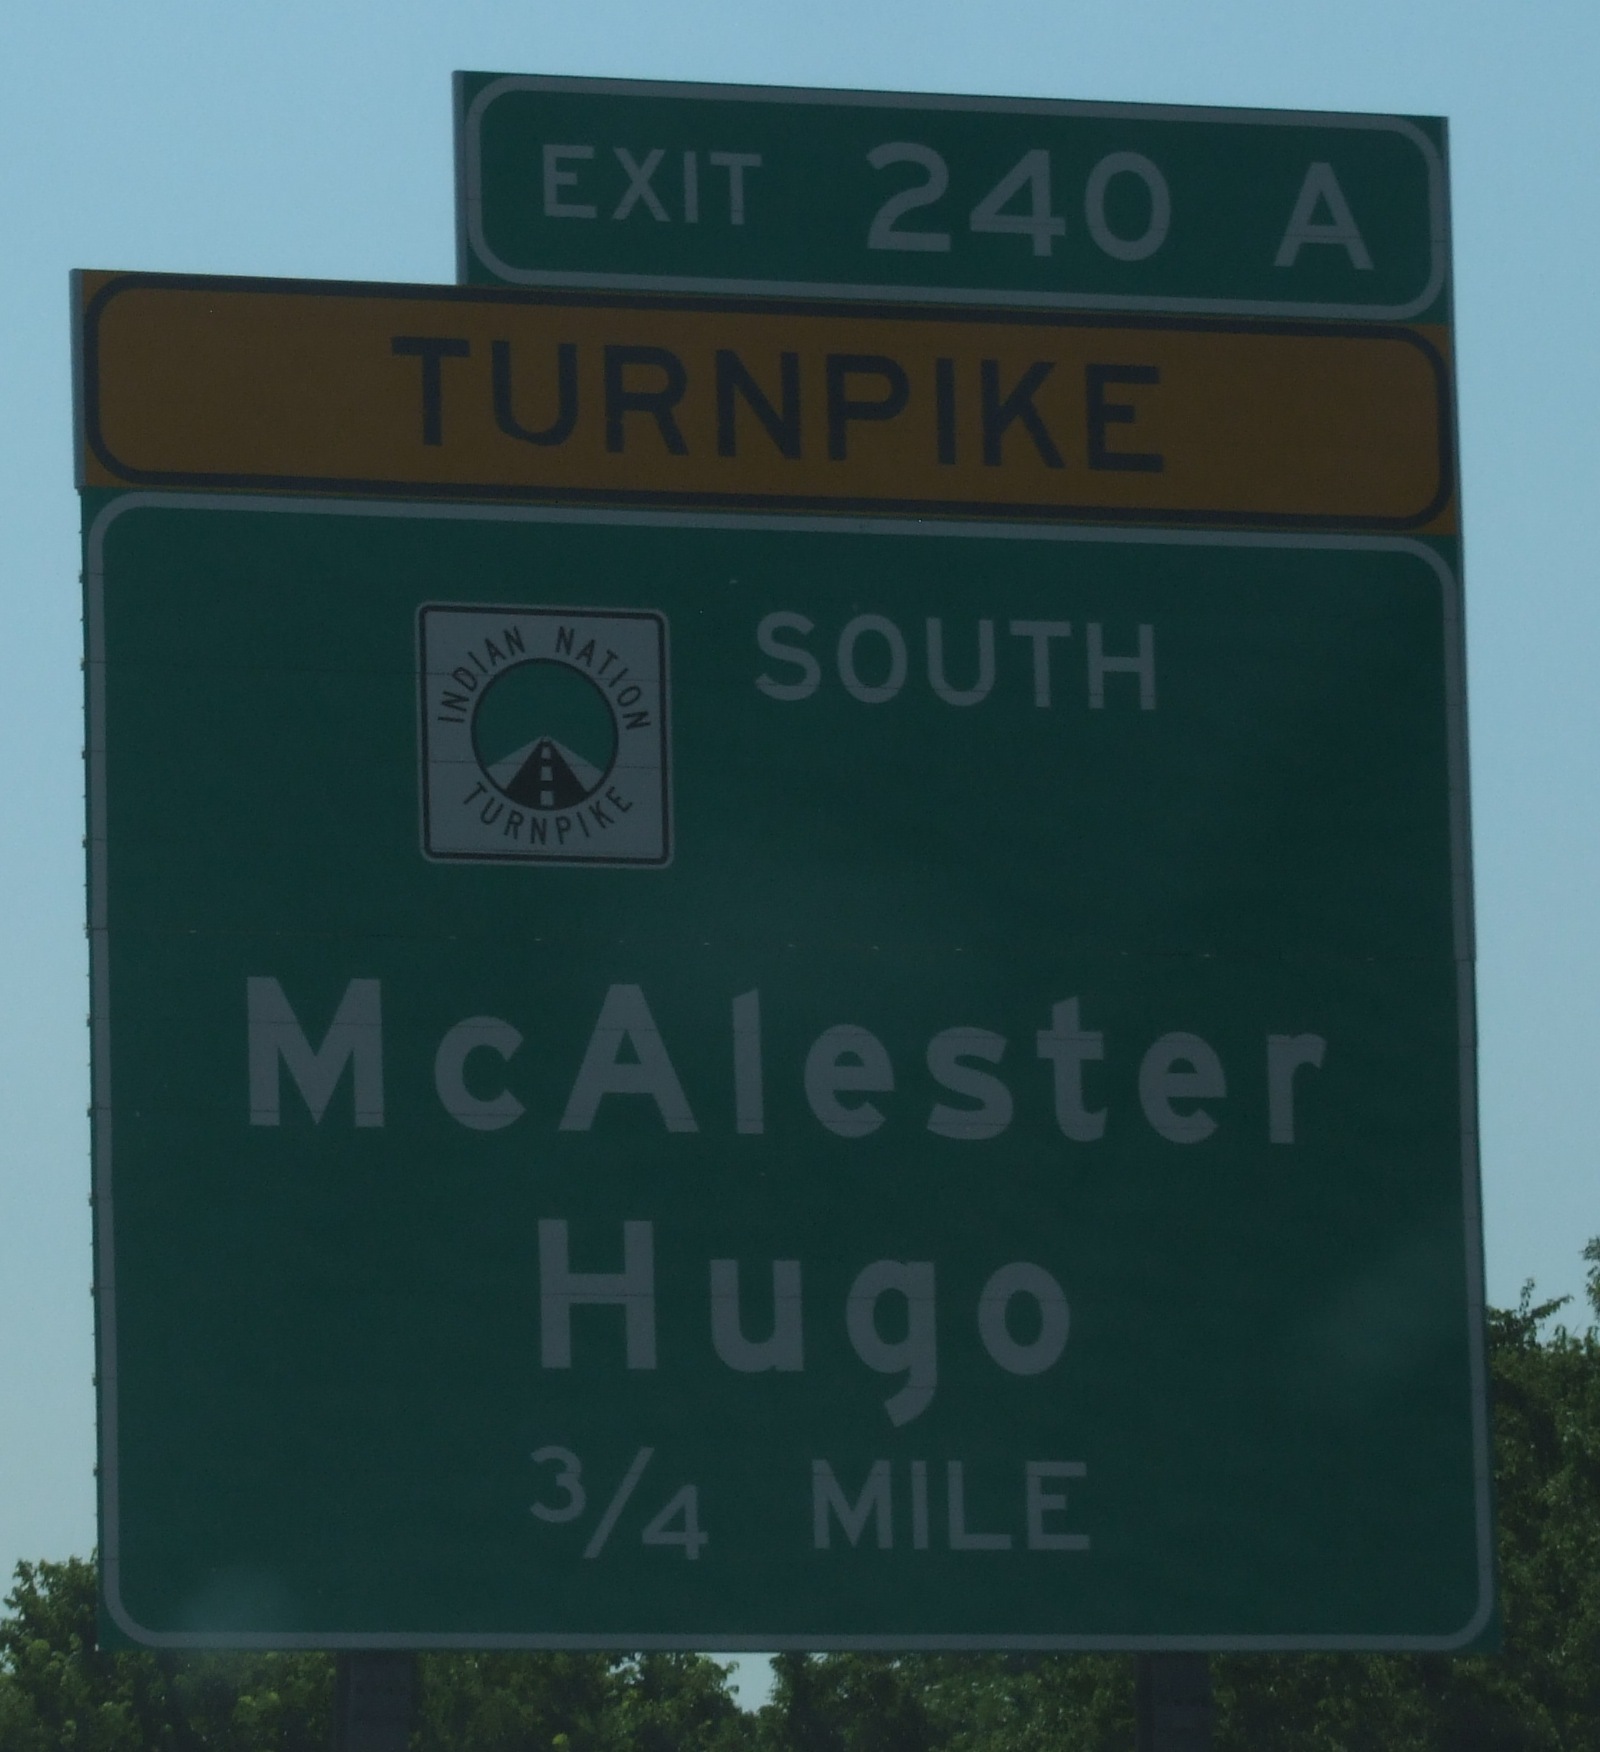 EXIT 240 A
TURNPIKE
INDIAN NATION
TURNPIKE
SOUTH
McAlester
Hugo
3/4 MILE